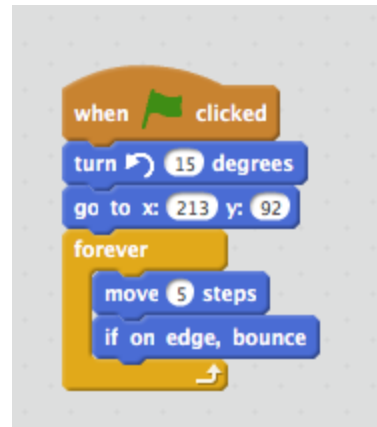 when clicked
turn 15 degrees
go to x: 213 y: 92
forever
move 5 steps
if on edge, bounce